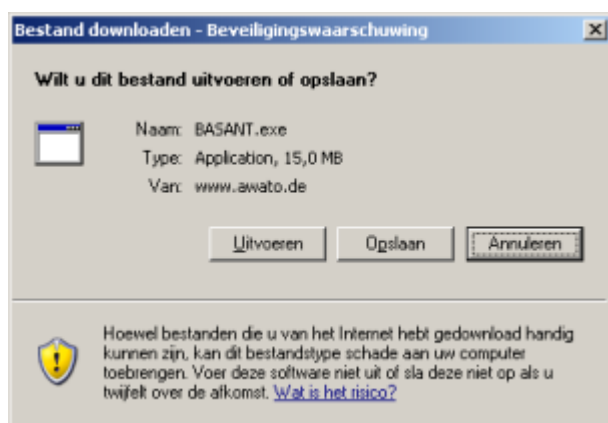 Bestand downloaden - Beveiligingswaarschuwing
Wilt u dit bestand uitvoeren of opslaan?
Naam: BASANT.exe
Type: Application, 15,0 MB
Van: www.awato.de
Uitvoeren Opslaan Annuleren
Hoewel bestanden die u van het Internet hebt gedownload handig
kunnen zijn, kan dit bestandstype schade aan uw computer
toebrengen. Voer deze software niet uit of sla deze niet op als u
twijfelt over de afkomst. Wat is het risico?